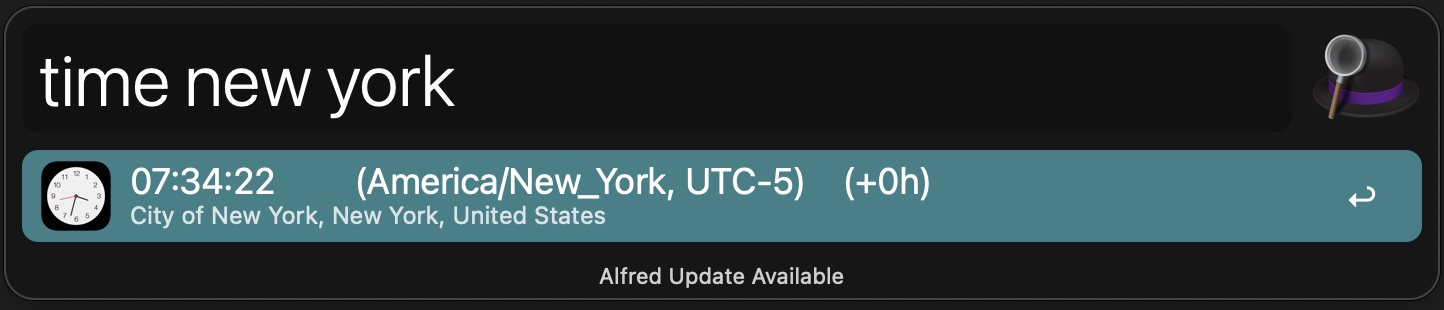 time new york
07:34:22 (America/New_York, UTC-5) (+0h)
City of New York, New York, United States
Alfred Update Available